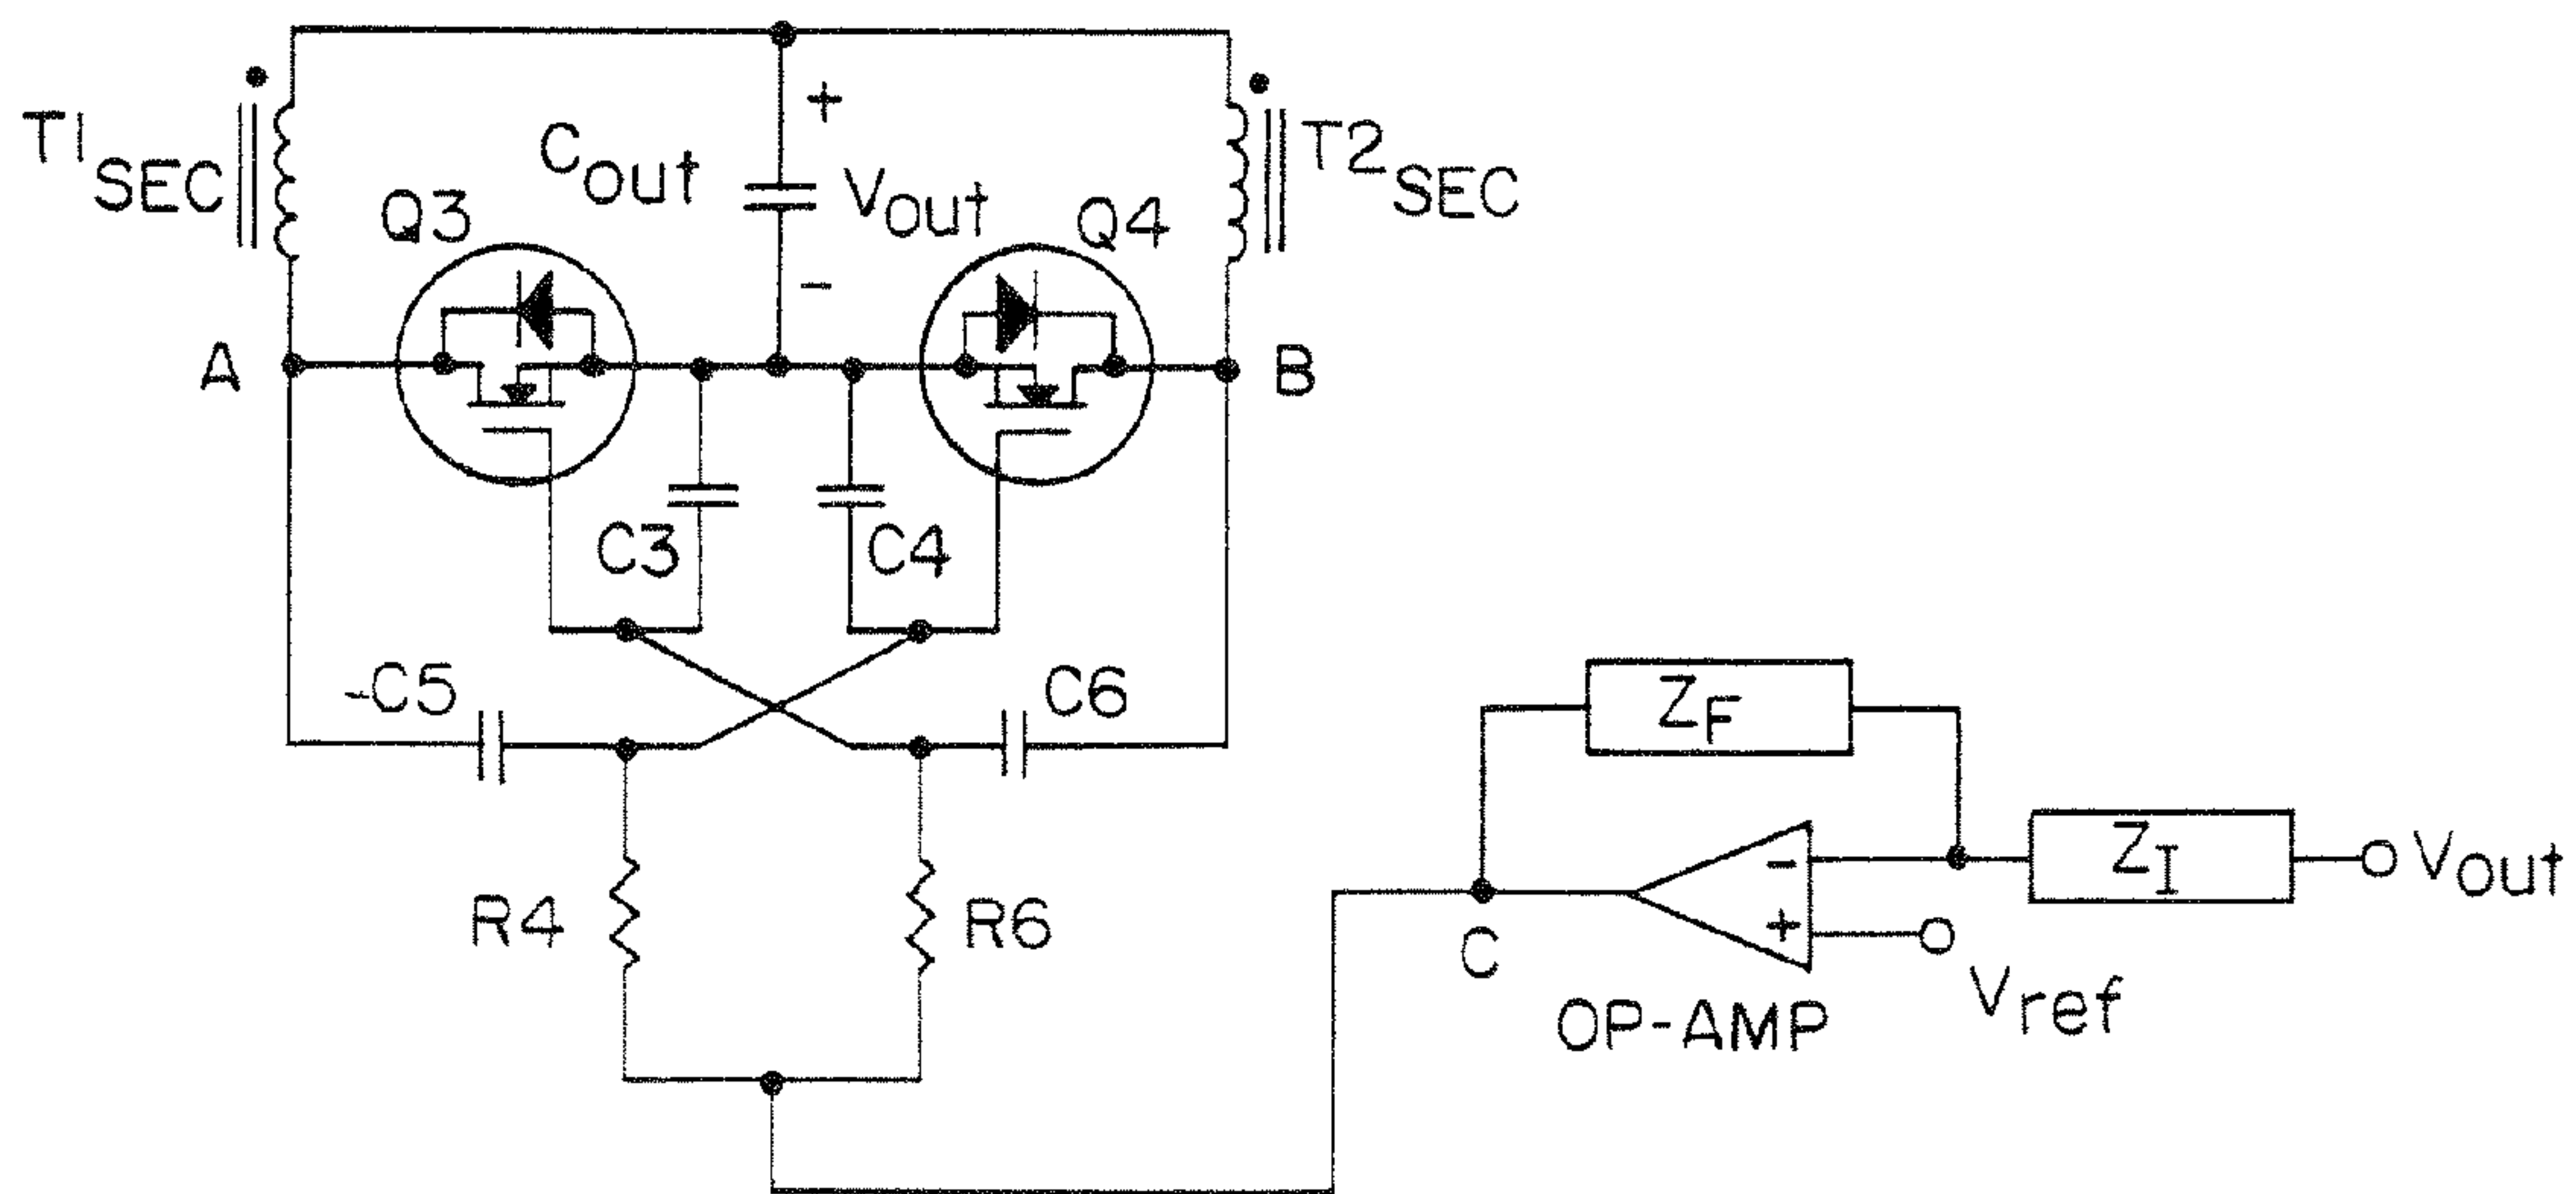 T1SEC
Cout
+
Vout
-
T2SEC
Q3
Q4
A
B
C3
C4
-C5
C6
ZF
ZI
Vout
-
+
R4
R6
C
Vref
OP-AMP